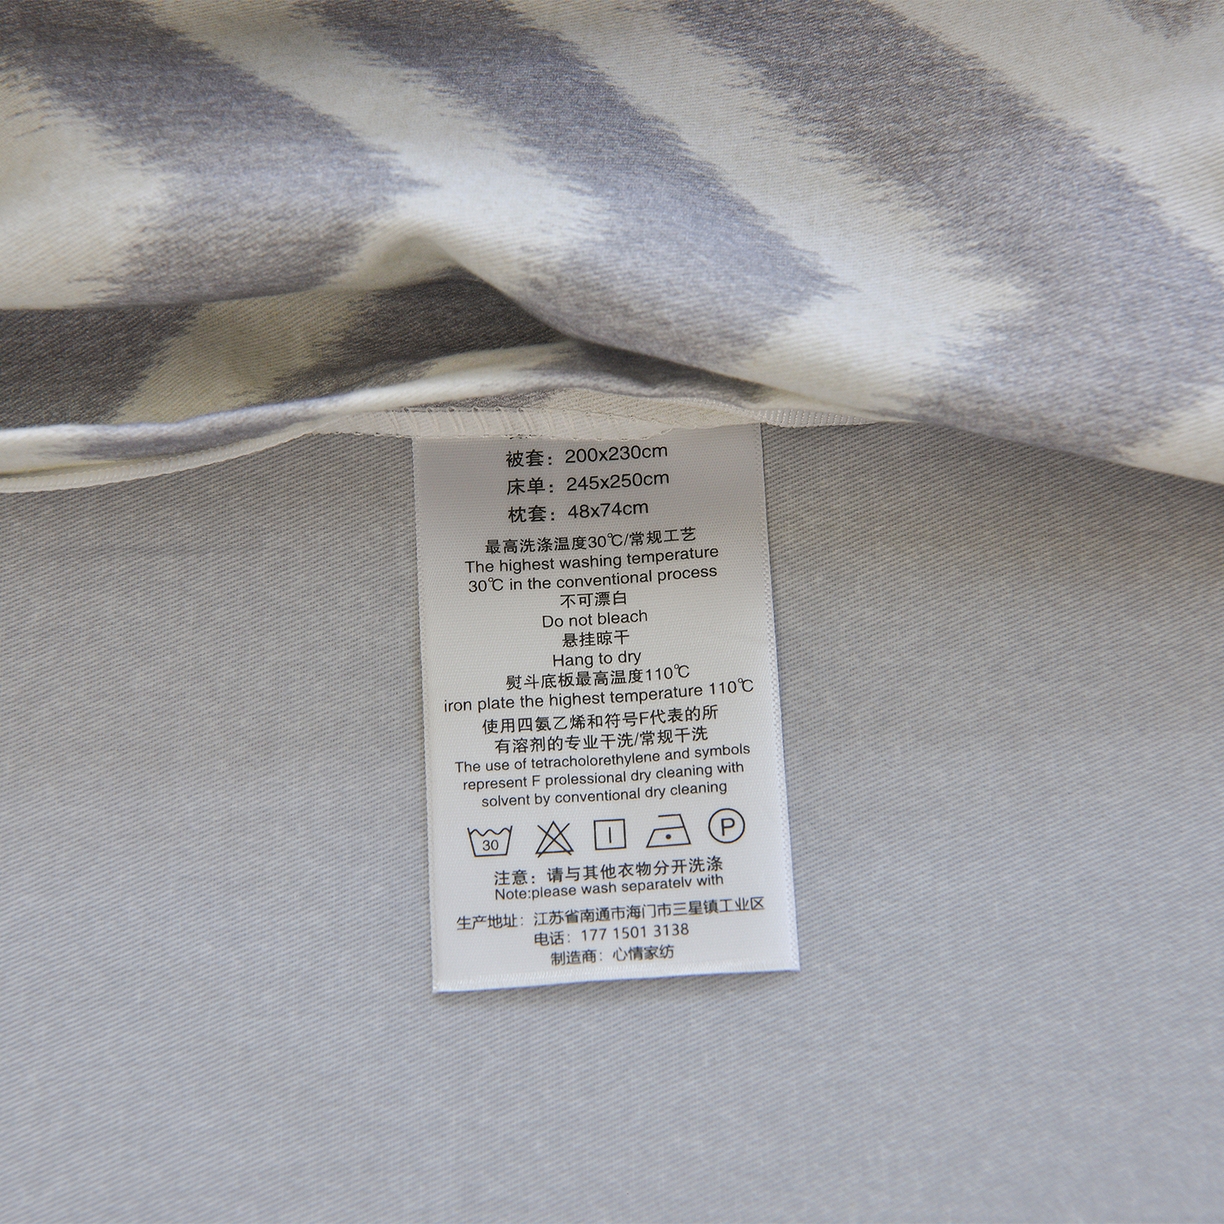 被套：200x230cm
床单：245x250cm
枕套：48x74cm
最高洗涤温度30℃/常规工艺
The highest washing temperature
30℃ in the conventional process
不可漂白
Do not bleach
悬挂晾干
Hang to dry
熨斗底板最高温度110℃
iron plate the highest temperature 110℃
使用四氨乙烯和符号F代表的所
有溶剂的专业干洗/常规干洗
The use of tetracholorethylene and symbols
represent F prolessional dry cleaning with
solvent by conventional dry cleaning
30 P
注意：请与其他衣物分开洗涤
Note:please wash separately with
生产地址：江苏省南通市海门市三星镇工业区
电话：177 1501 3138
制造商：心情家纺